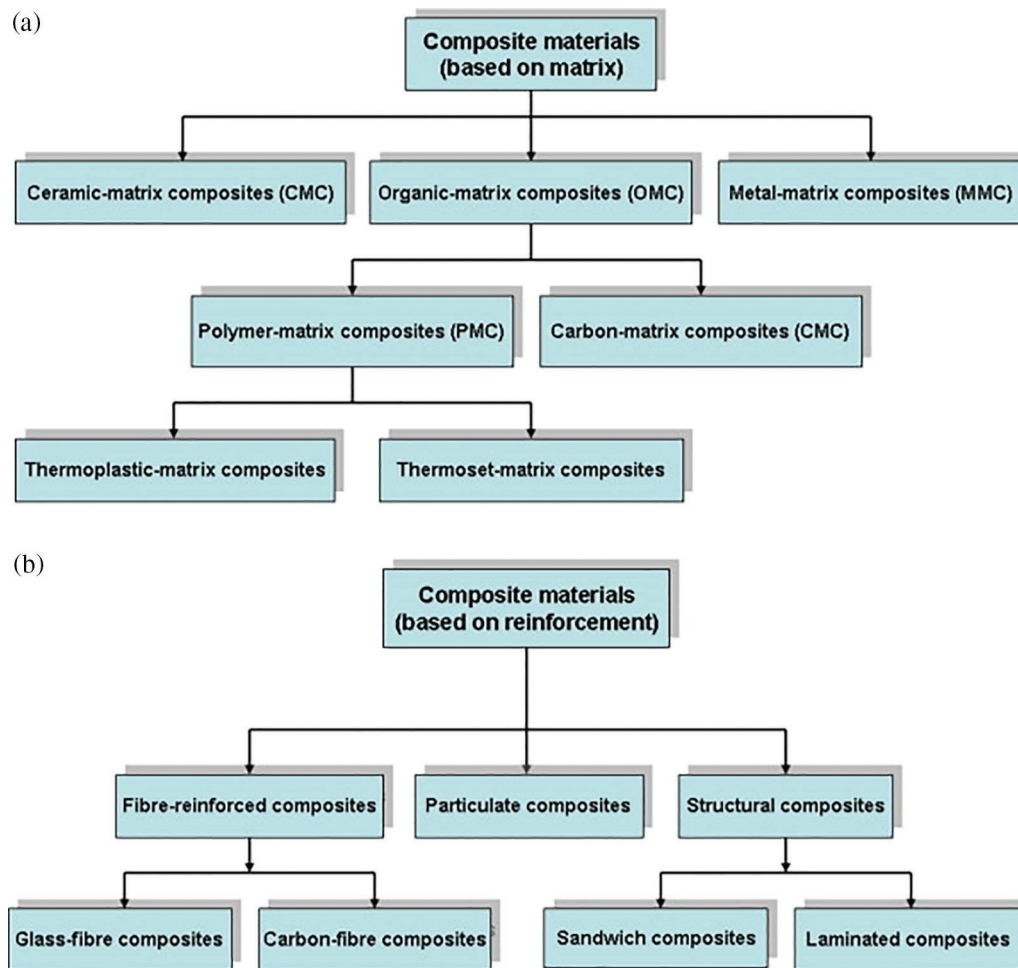 (a)
Composite materials
(based on matrix)
Ceramic-matrix composites (CMC)
Organic-matrix composites (OMC)
Metal-matrix composites (MMC)
Polymer-matrix composites (PMC)
Carbon-matrix composites (CMC)
Thermoplastic-matrix composites
Thermoset-matrix composites
(b)
Composite materials
(based on reinforcement)
Fibre-reinforced composites
Particulate composites
Structural composites
Glass-fibre composites
Carbon-fibre composites
Sandwich composites
Laminated composites